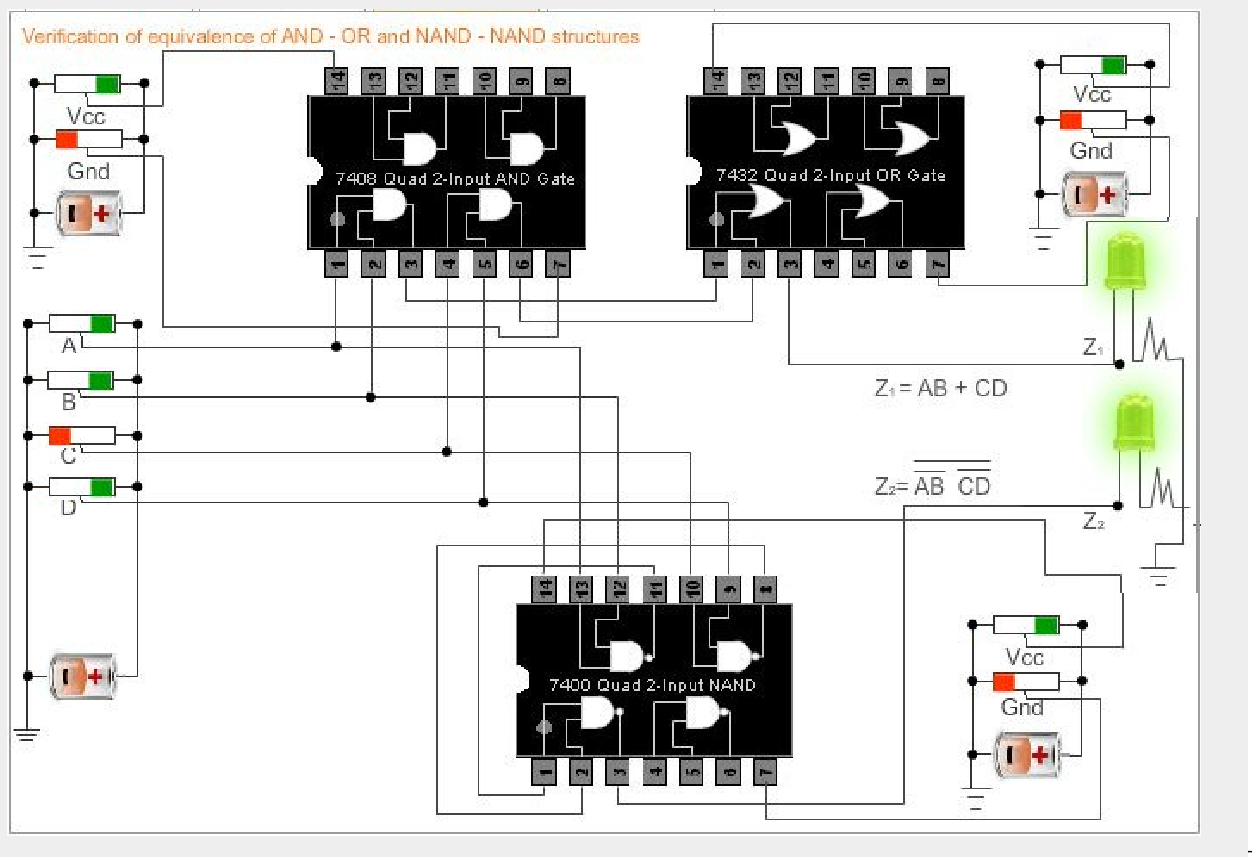 Verification of equivalence of AND - OR and NAND - NAND structures
14 13 12 11 10 9 8
14 13 12 11 10 9 8
Vcc
Vcc
Gnd
Gnd
7408 Quad 2-Input AND Gate
7432 Quad 2-Input OR Gate
- +
- +
1 2 3 4 5 6 7
1 2 3 4 5 6 7
A
Z₁
B
Z₁ = AB + CD
C
Z₂= A̅B̅ C̅D̅
D
Z₂
14 13 12 11 10 9 8
Vcc
- +
7400 Quad 2-Input NAND
Gnd
- +
1 2 3 4 5 6 7